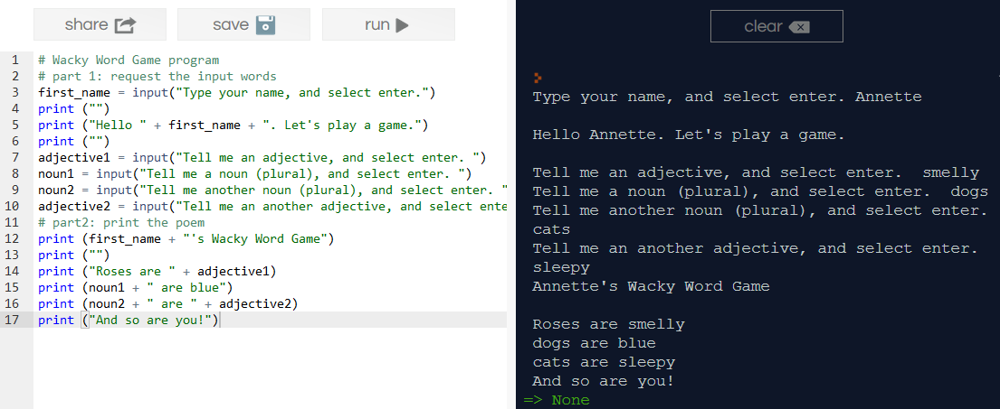 share
save
run
1 # Wacky Word Game program
2 # part 1: request the input words
3 first_name = input("Type your name, and select enter.")
4 print ("")
5 print ("Hello " + first_name + ". Let's play a game.")
6 print ("")
7 adjective1 = input("Tell me an adjective, and select enter. ")
8 noun1 = input("Tell me a noun (plural), and select enter. ")
9 noun2 = input("Tell me another noun (plural), and select enter. "
10 adjective2 = input("Tell me an another adjective, and select ente
11 # part2: print the poem
12 print (first_name + "'s Wacky Word Game")
13 print ("")
14 print ("Roses are " + adjective1)
15 print (noun1 + " are blue")
16 print (noun2 + " are " + adjective2)
17 print ("And so are you!")
clear
Type your name, and select enter. Annette
Hello Annette. Let's play a game.
Tell me an adjective, and select enter.  smelly
Tell me a noun (plural), and select enter.  dogs
Tell me another noun (plural), and select enter.
cats
Tell me an another adjective, and select enter.
sleepy
Annette's Wacky Word Game
Roses are smelly
dogs are blue
cats are sleepy
And so are you!
=> None